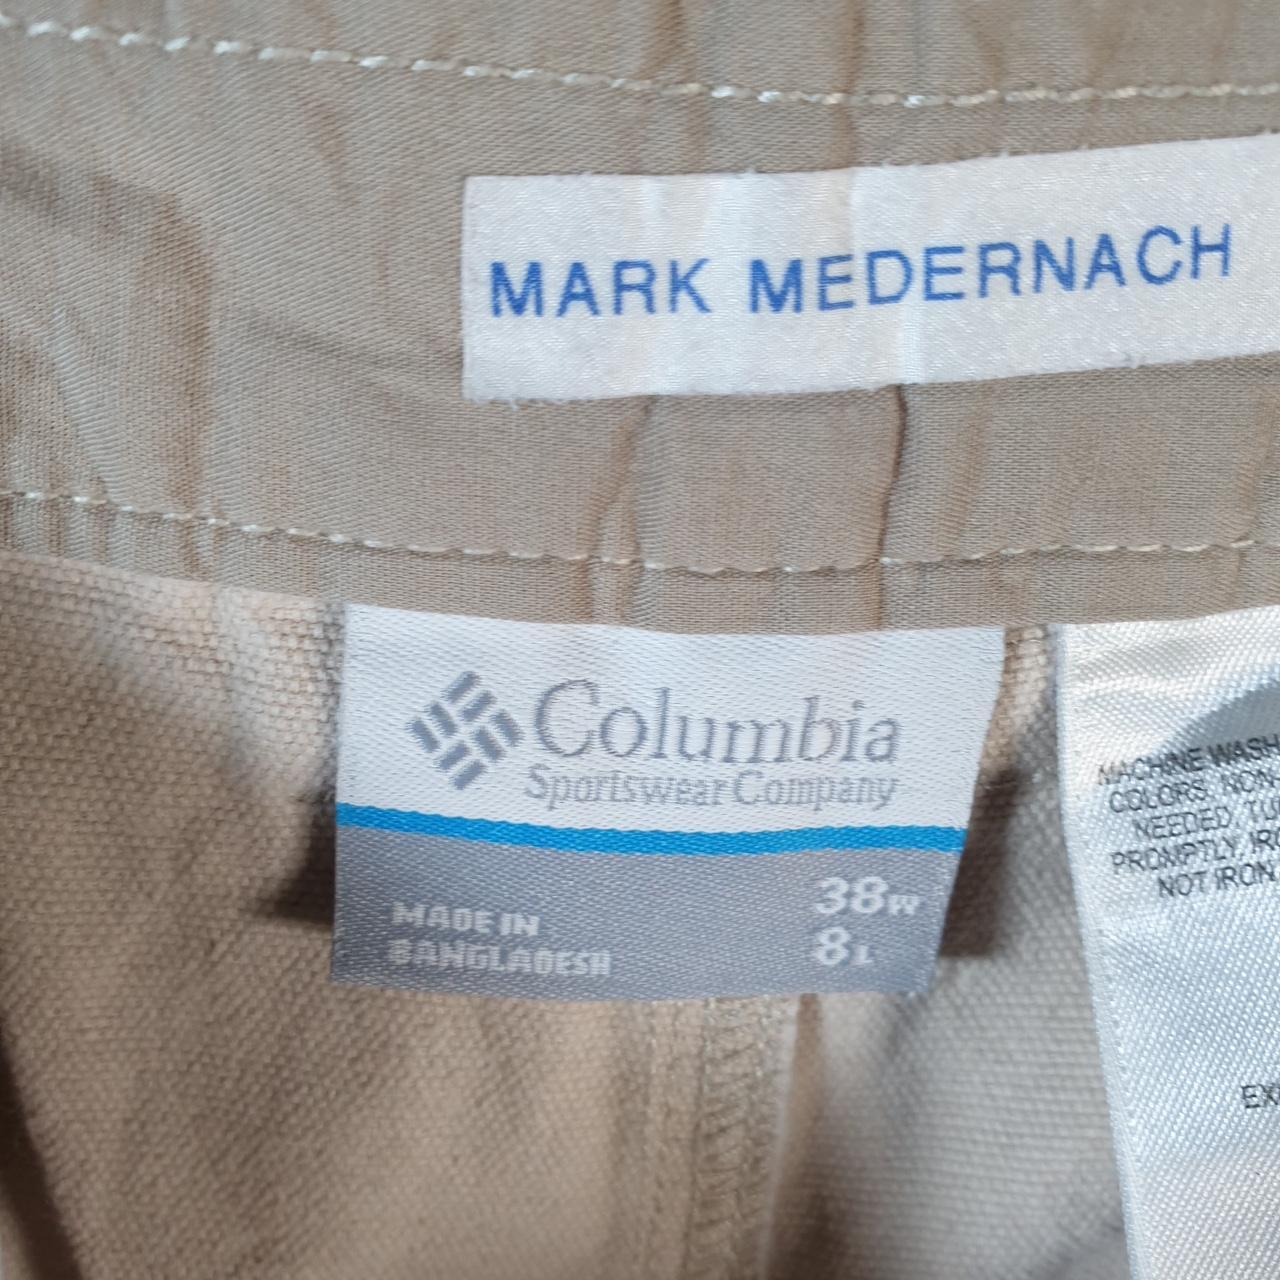 MARK MEDERNACH
Columbia
Sportswear Company
38W
8L
MADE IN
BANGLADESH
MACHINE WASH
COLORS. NON-
NEEDED, TU
PROMPTLY, IR
NOT IRON
EX